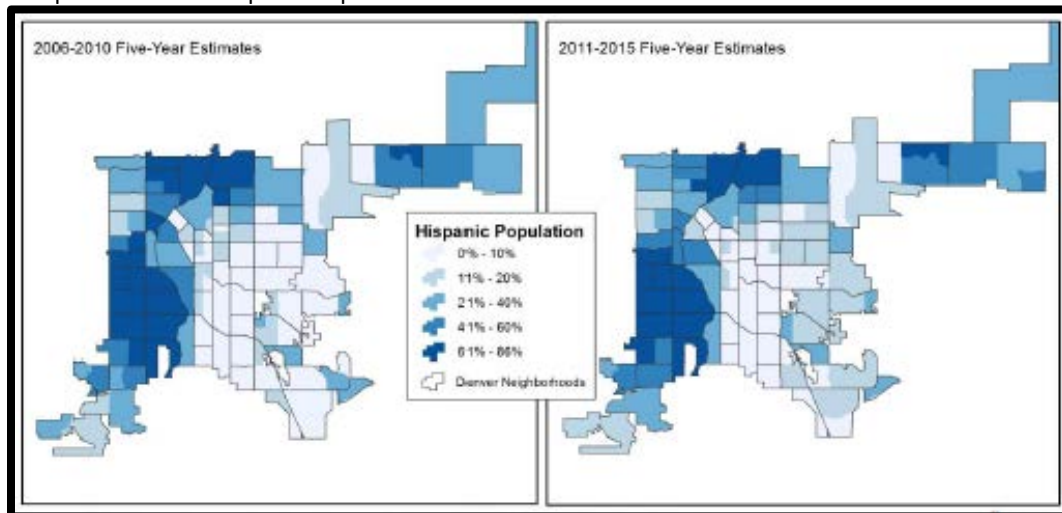 2006-2010 Five-Year Estimates
2011-2015 Five-Year Estimates
Hispanic Population
0% - 10%
11% - 20%
21% - 40%
41% - 60%
61% - 86%
Denver Neighborhoods